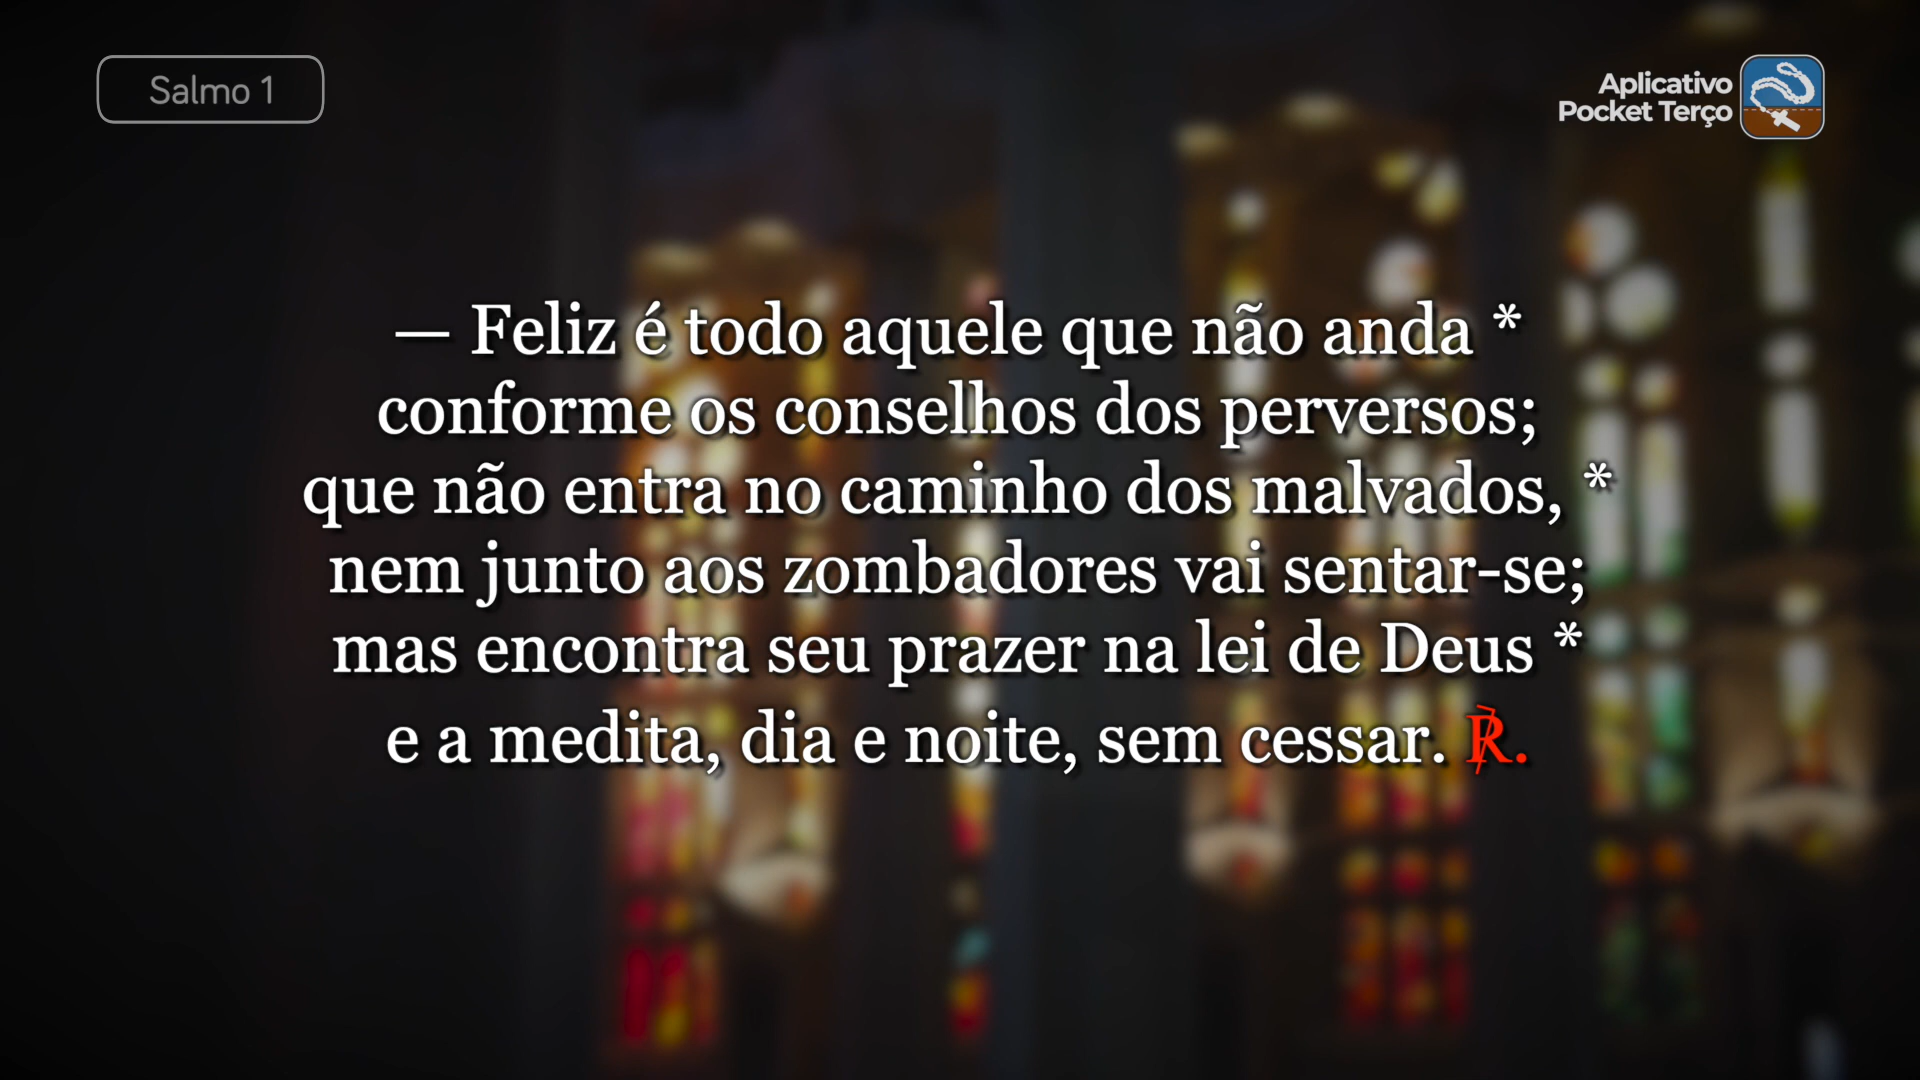 Salmo 1
Aplicativo
Pocket Terço
— Feliz é todo aquele que não anda *
conforme os conselhos dos perversos;
que não entra no caminho dos malvados, *
nem junto aos zombadores vai sentar-se;
mas encontra seu prazer na lei de Deus *
e a medita, dia e noite, sem cessar. ℟.